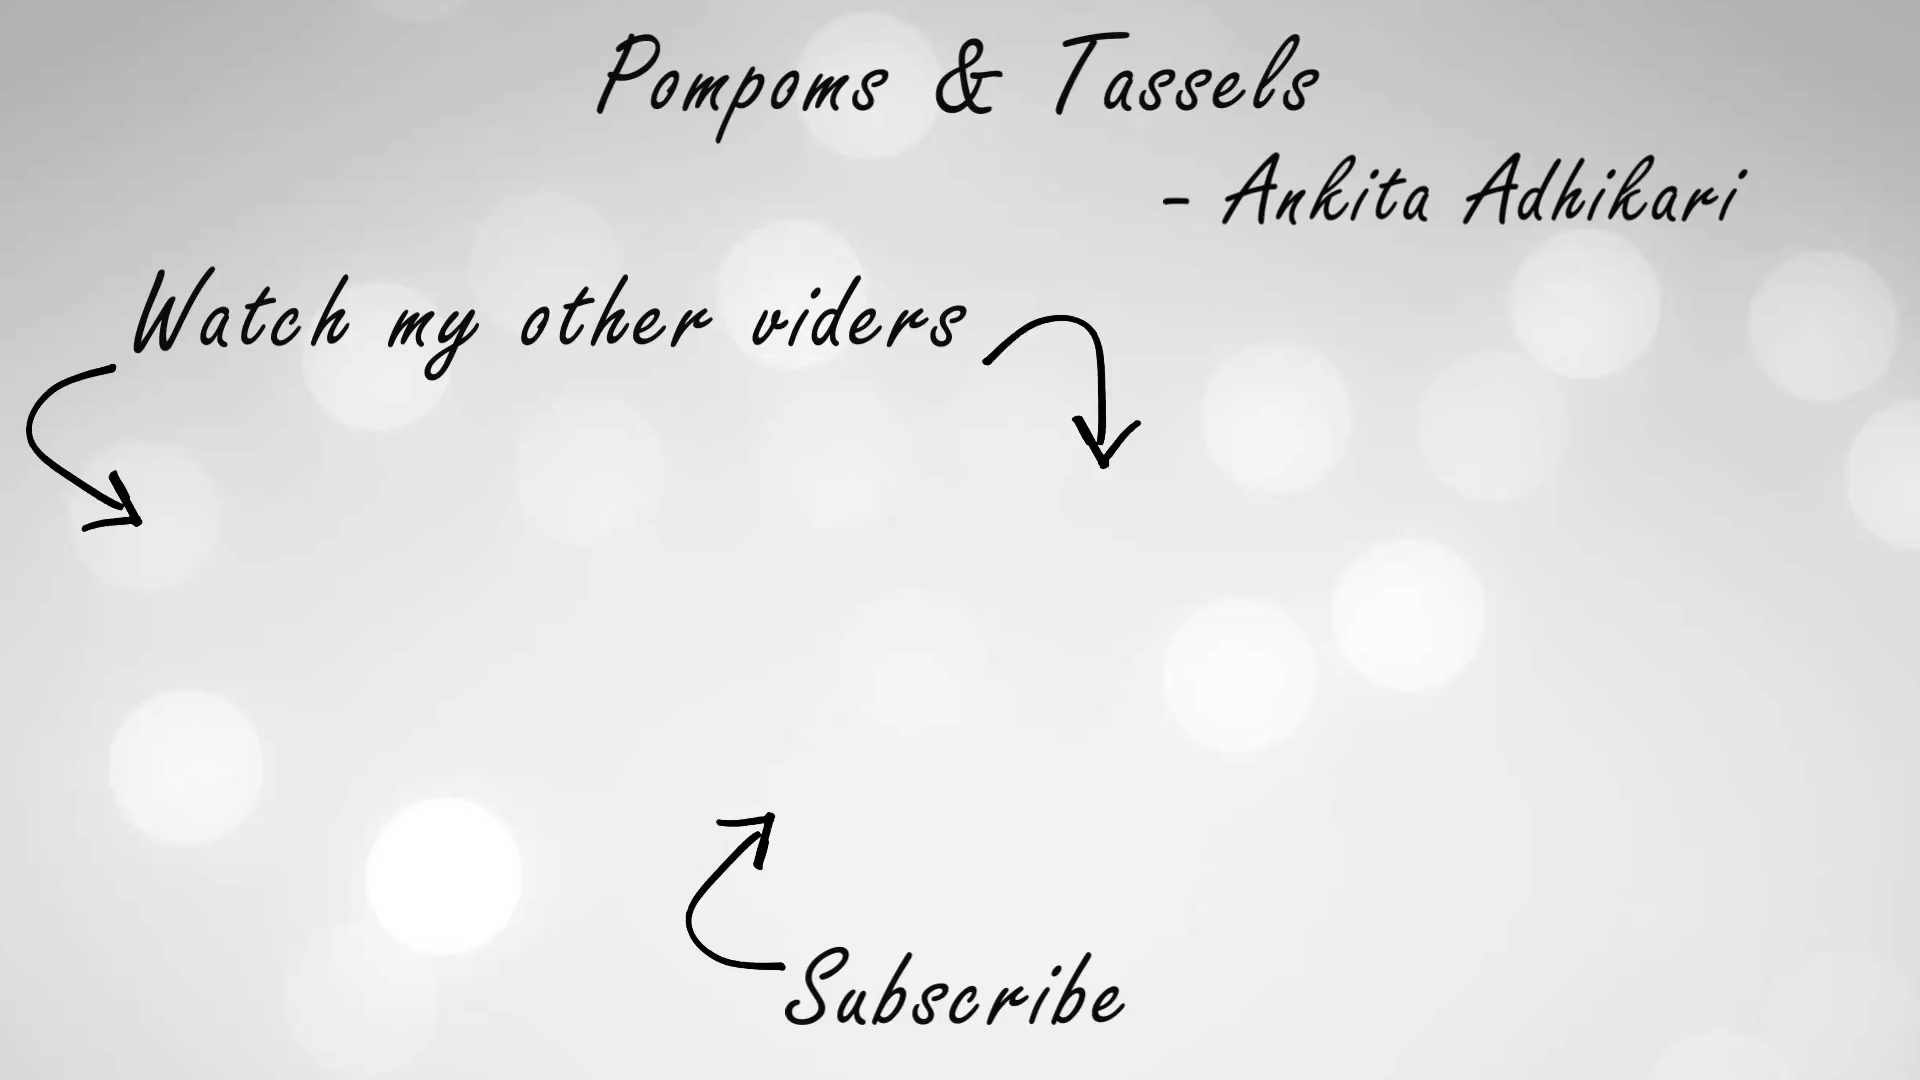 Pompoms & Tassels
- Ankita Adhikari
Watch my other viders
Subscribe